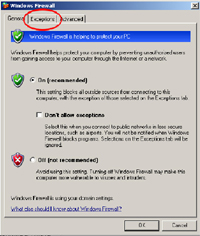 Windows Firewall
General Exceptions Advanced
Windows Firewall is helping to protect your PC
Windows Firewall helps protect your computer by preventing unauthorized users
from gaining access to your computer through the Internet or a network.
On (recommended)
This setting blocks all outside sources from connecting to this
computer, with the exception of those selected on the Exceptions tab.
Don't allow exceptions
Select this when you connect to public networks in less secure
locations, such as airports. You will not be notified when Windows
Firewall blocks programs. Selections on the Exceptions tab will be
ignored.
Off (not recommended)
Avoid using this setting. Turning off Windows Firewall may make this
computer more vulnerable to viruses and intruders.
Windows Firewall is using your domain settings.
What else should I know about Windows Firewall?
OK Cancel